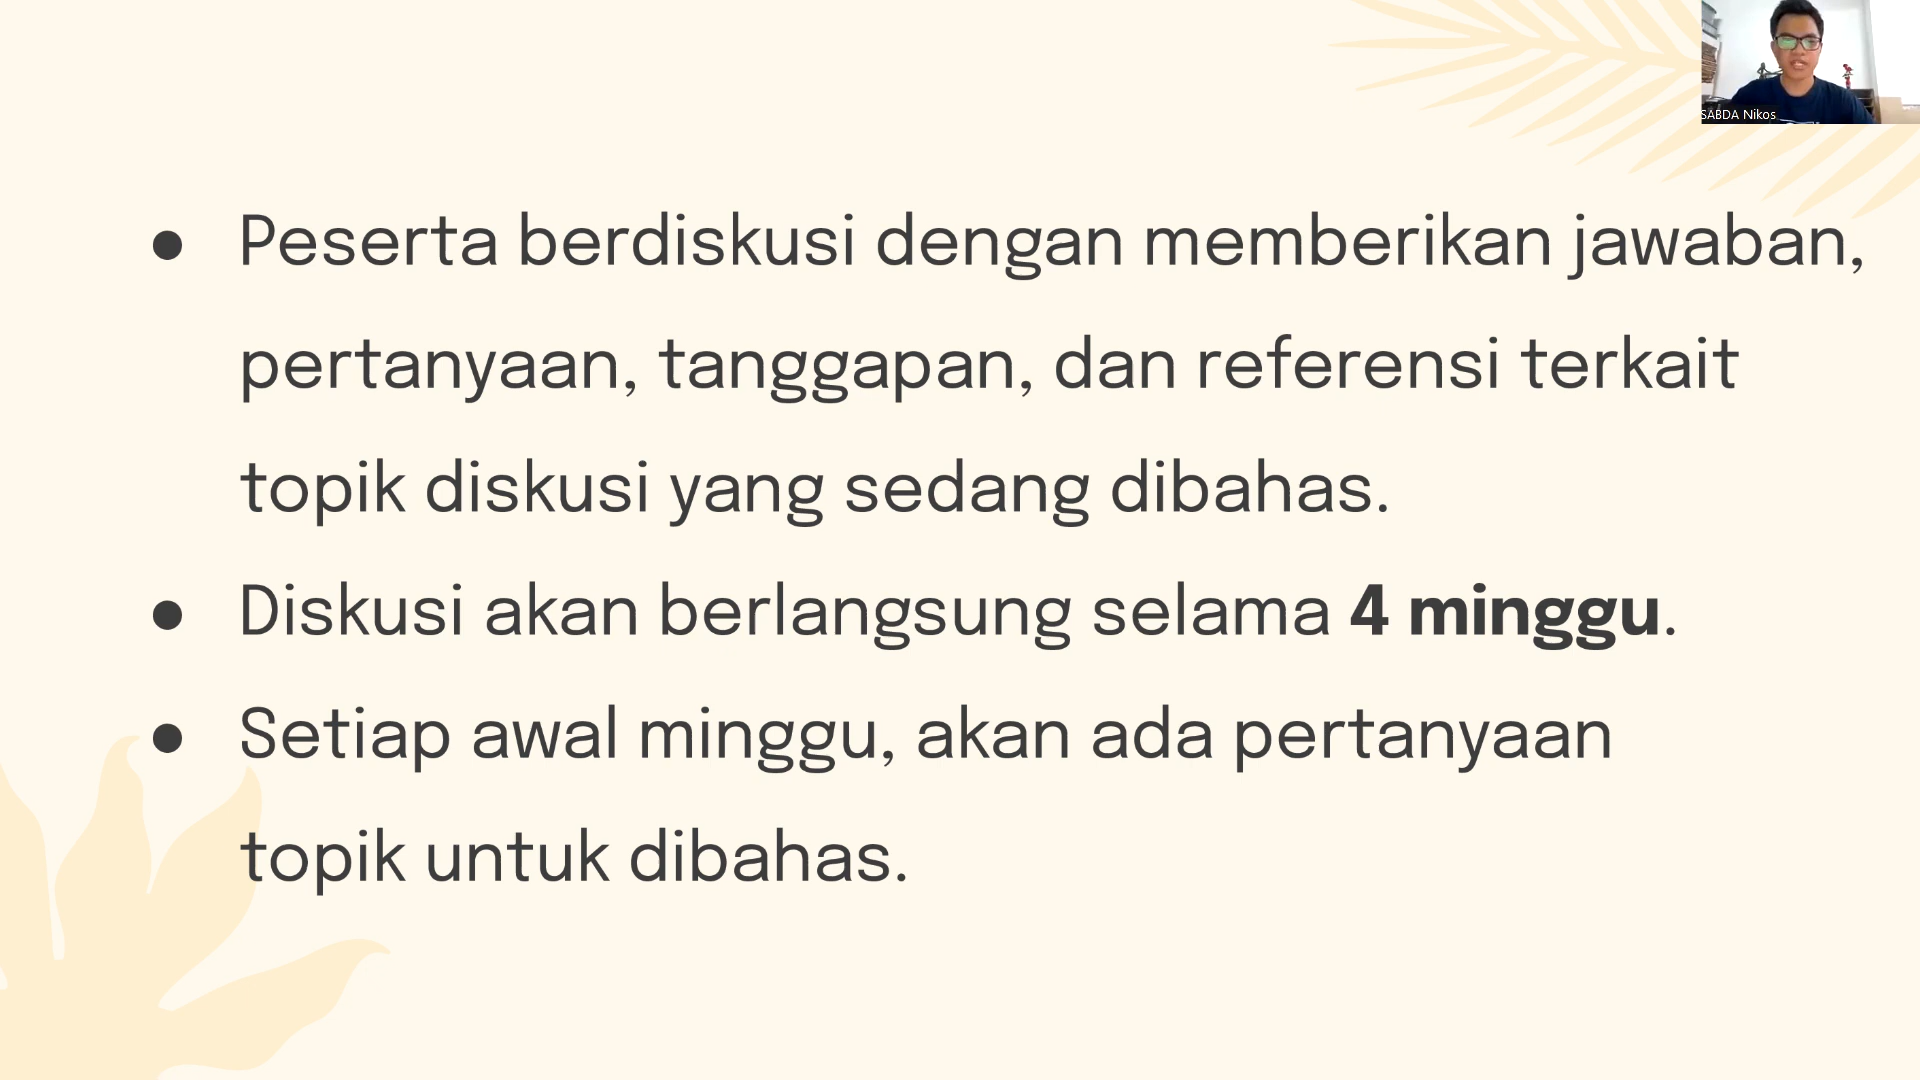 SABDA Nikos
● Peserta berdiskusi dengan memberikan jawaban,
pertanyaan, tanggapan, dan referensi terkait
topik diskusi yang sedang dibahas.
● Diskusi akan berlangsung selama 4 minggu.
● Setiap awal minggu, akan ada pertanyaan
topik untuk dibahas.